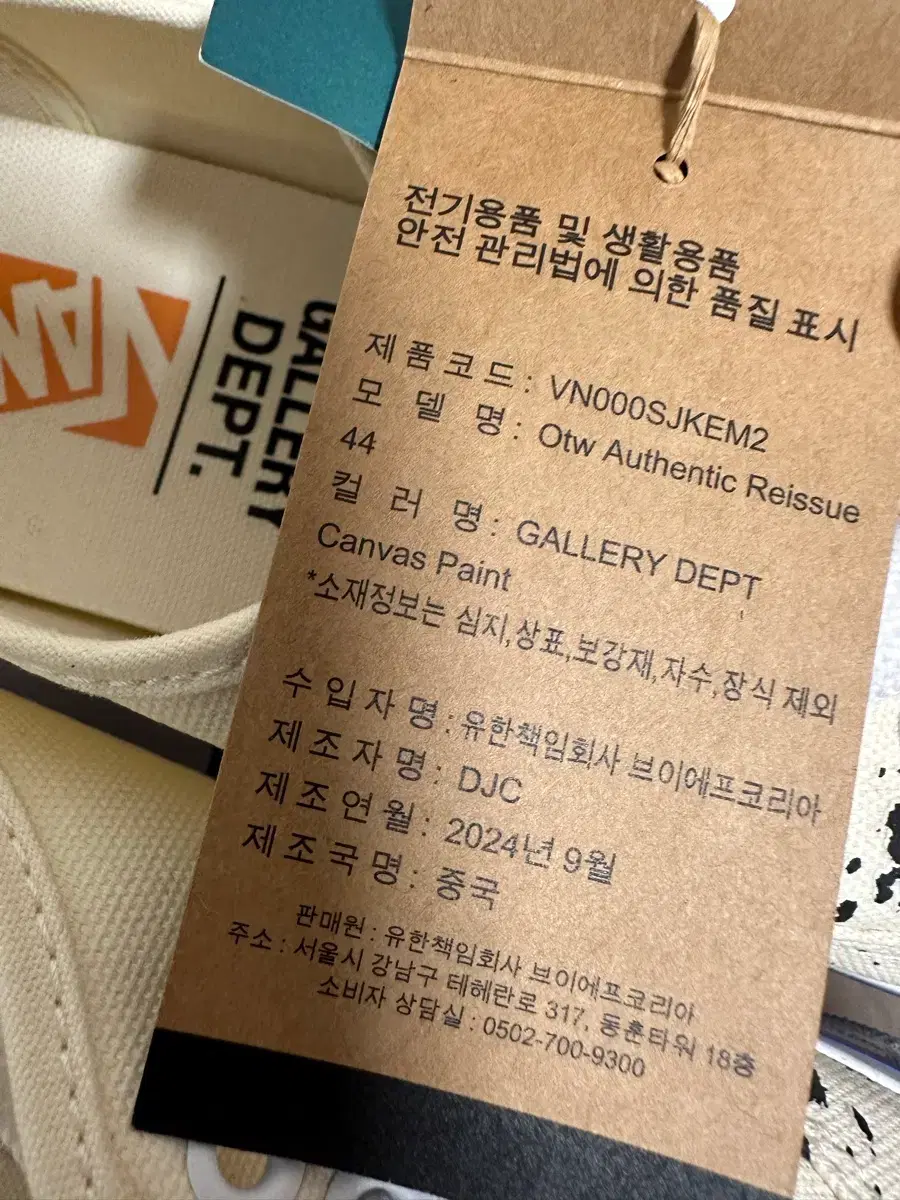 전기용품 및 생활용품
안전 관리법에 의한 품질 표시
제품코드 : VN000SJKEM2
모 델 명 : Otw Authentic Reissue
44
컬 러 명 : GALLERY DEPT
Canvas Paint
*소재정보는 심지,상표,보강재,자수,장식 제외
수입자명 : 유한책임회사 브이에프코리아
제조자명 : DJC
제조연월 : 2024년 9월
제조국명 : 중국
판매원 : 유한책임회사 브이에프코리아
주소 : 서울시 강남구 테헤란로 317, 동훈타워 18층
소비자 상담실 : 0502-700-9300
VANS
GALLERY
DEPT.